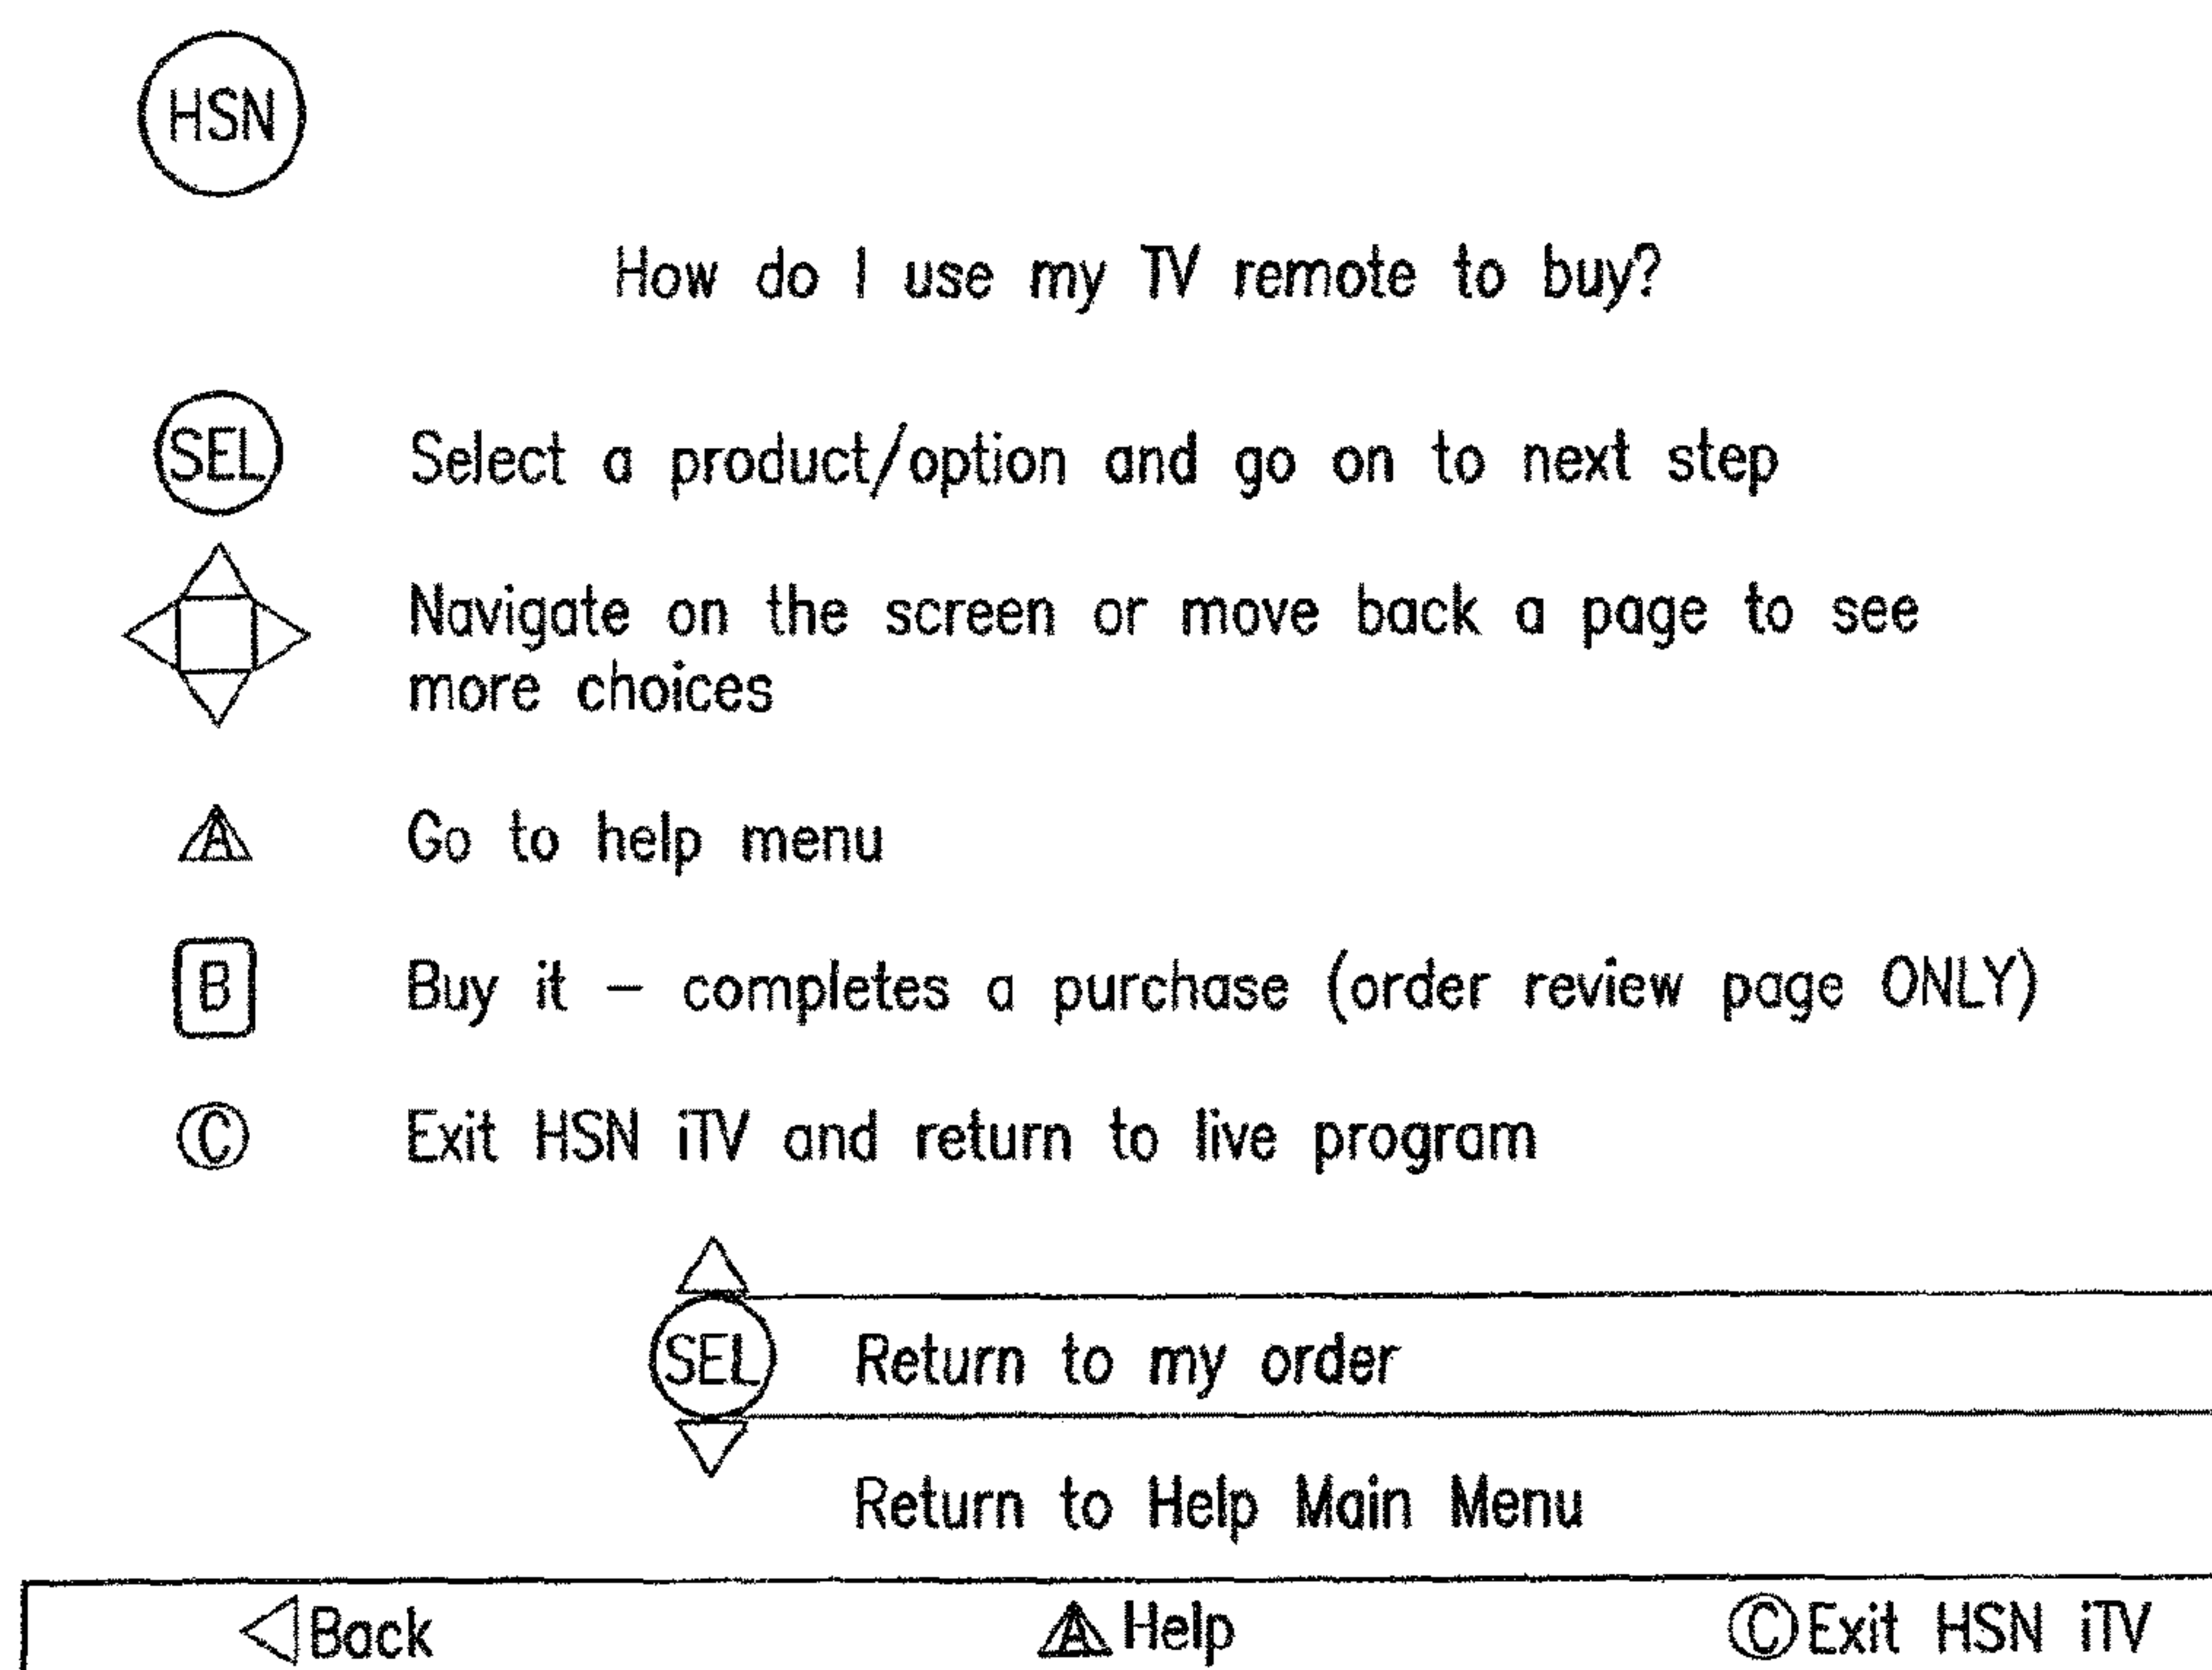 HSN
How do I use my TV remote to buy?
SEL Select a product/option and go on to next step
Navigate on the screen or move back a page to see
more choices
A Go to help menu
B Buy it – completes a purchase (order review page ONLY)
C Exit HSN iTV and return to live program
SEL Return to my order
Return to Help Main Menu
Back A Help C Exit HSN iTV